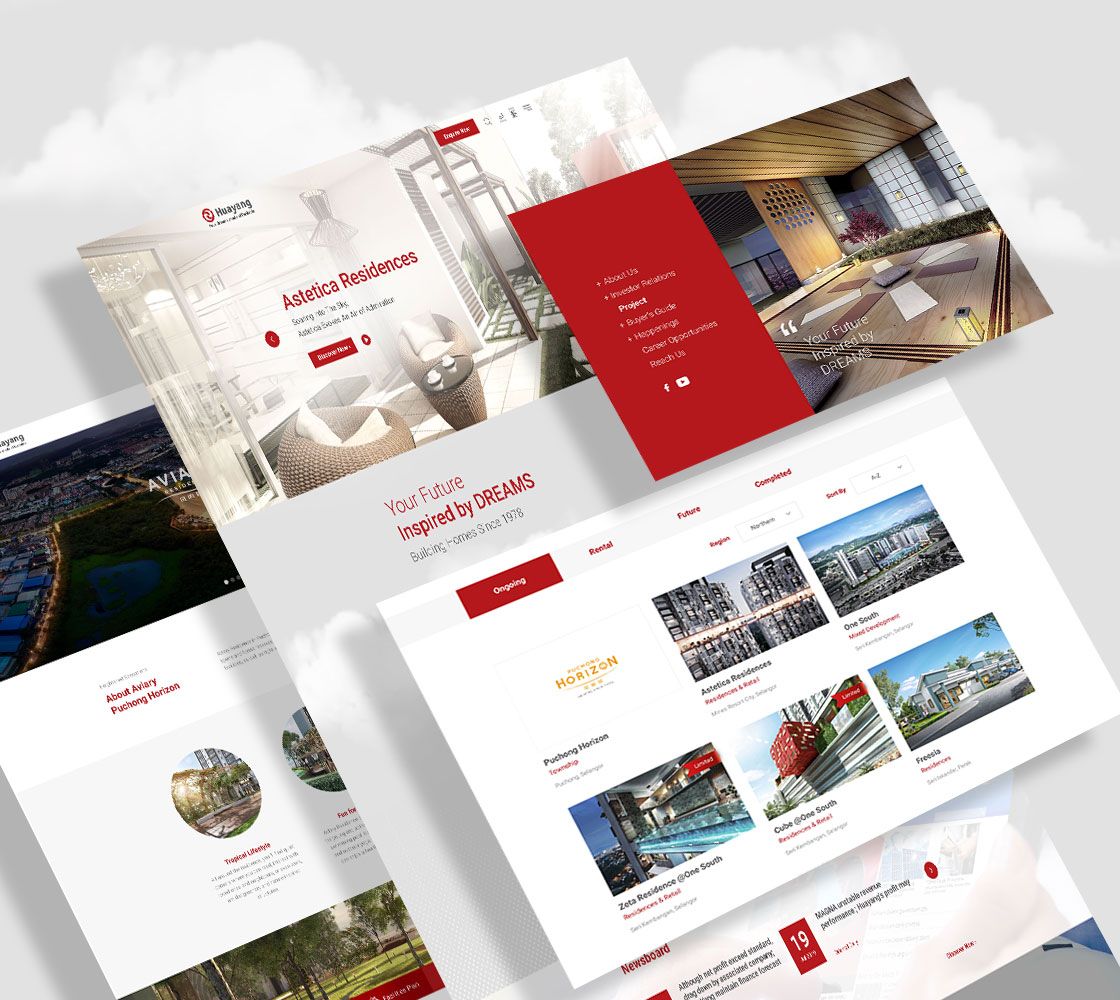 Enquire Now
Huayang
Astetica Residences
Soaring Into The Sky,
Astetica Evokes An Air of Admiration
Discover Now
+ About Us
+ Investor Relations
Project
+ Buyer's Guide
+ Happenings
Career Opportunities
Reach Us
“ Your Future
Inspired by
DREAMS
Your Future
Inspired by DREAMS
Building Homes Since 1978
ayang
AVIA
About Aviary
Puchong Horizon
Tropical Lifestyle
Fun for
Facilities Plan
Ongoing
Rental
Future
Completed
Region
Northern
Sort By
A-Z
PUCHONG
HORIZON
Puchong Horizon
Township
Puchong, Selangor
Astetica Residences
Residences & Retail
Mines Resort City, Selangor
One South
Mixed Development
Seri Kembangan, Selangor
Limited
Zeta Residence @One South
Residences & Retail
Seri Kembangan, Selangor
Limited
Cube @One South
Residences & Retail
Seri Kembangan, Selangor
Freesia
Residences
Seri Iskandar, Perak
Newsboard
Although net profit exceed standard,
drag down by associated company,
maintain finance forecast
19
MAGNA unstable revenue
performance, Huayang's profit may